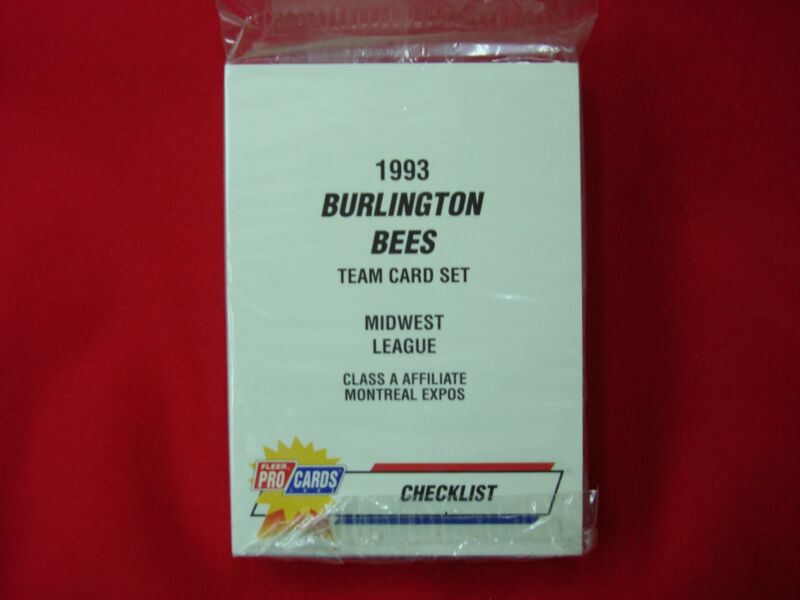 1993
BURLINGTON
BEES
TEAM CARD SET
MIDWEST
LEAGUE
CLASS A AFFILIATE
MONTREAL EXPOS
FLEER
PRO CARDS
CHECKLIST